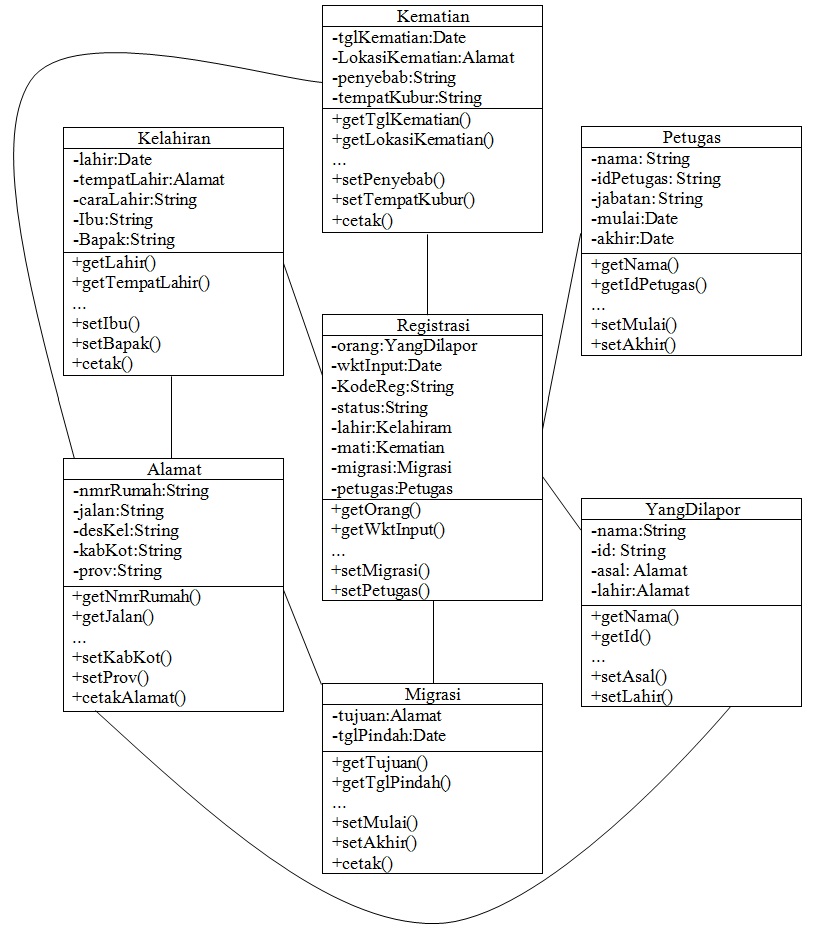 Kematian
-tglKematian:Date
-LokasiKematian:Alamat
-penyebab:String
-tempatKubur:String
+getTglKematian()
+getLokasiKematian()
...
+setPenyebab()
+setTempatKubur()
+cetak()
Kelahiran
-lahir:Date
-tempatLahir:Alamat
-caraLahir:String
-Ibu:String
-Bapak:String
+getLahir()
+getTempatLahir()
...
+setIbu()
+setBapak()
+cetak()
Petugas
-nama: String
-idPetugas: String
-jabatan: String
-mulai:Date
-akhir:Date
+getNama()
+getIdPetugas()
...
+setMulai()
+setAkhir()
Registrasi
-orang:YangDilapor
-wktInput:Date
-KodeReg:String
-status:String
-lahir:Kelahiram
-mati:Kematian
-migrasi:Migrasi
-petugas:Petugas
+getOrang()
+getWktInput()
...
+setMigrasi()
+setPetugas()
Alamat
-nmrRumah:String
-jalan:String
-desKel:String
-kabKot:String
-prov:String
+getNmrRumah()
+getJalan()
...
+setKabKot()
+setProv()
+cetakAlamat()
YangDilapor
-nama:String
-id: String
-asal: Alamat
-lahir:Alamat
+getNama()
+getId()
...
+setAsal()
+setLahir()
Migrasi
-tujuan:Alamat
-tglPindah:Date
+getTujuan()
+getTglPindah()
...
+setMulai()
+setAkhir()
+cetak()